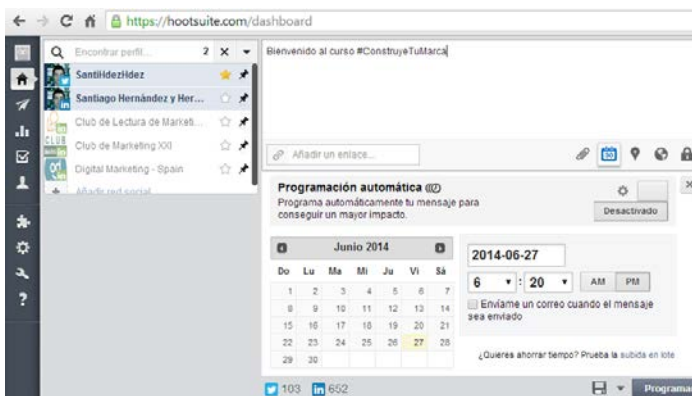 https://hootsuite.com/dashboard
Encontrar perfil... 2
SantiHdezHdez
Santiago Hernández y Her...
Club de Lectura de Marketi...
CLUB
Club de Marketing XXI
Digital Marketing - Spain
Añadir red social
Bienvenido al curso #ConstruyeTuMarca
Añadir un enlace...
Programación automática
Programa automáticamente tu mensaje para
conseguir un mayor impacto.
Desactivado
Junio 2014
Do Lu Ma Mi Ju Vi Sá
1 2 3 4 5 6 7
8 9 10 11 12 13 14
15 16 17 18 19 20 21
22 23 24 25 26 27 28
29 30
2014-06-27
6 : 20 AM PM
Envíame un correo cuando el mensaje
sea enviado
¿Quieres ahorrar tiempo? Prueba la subida en lote
103 in 652
Programar